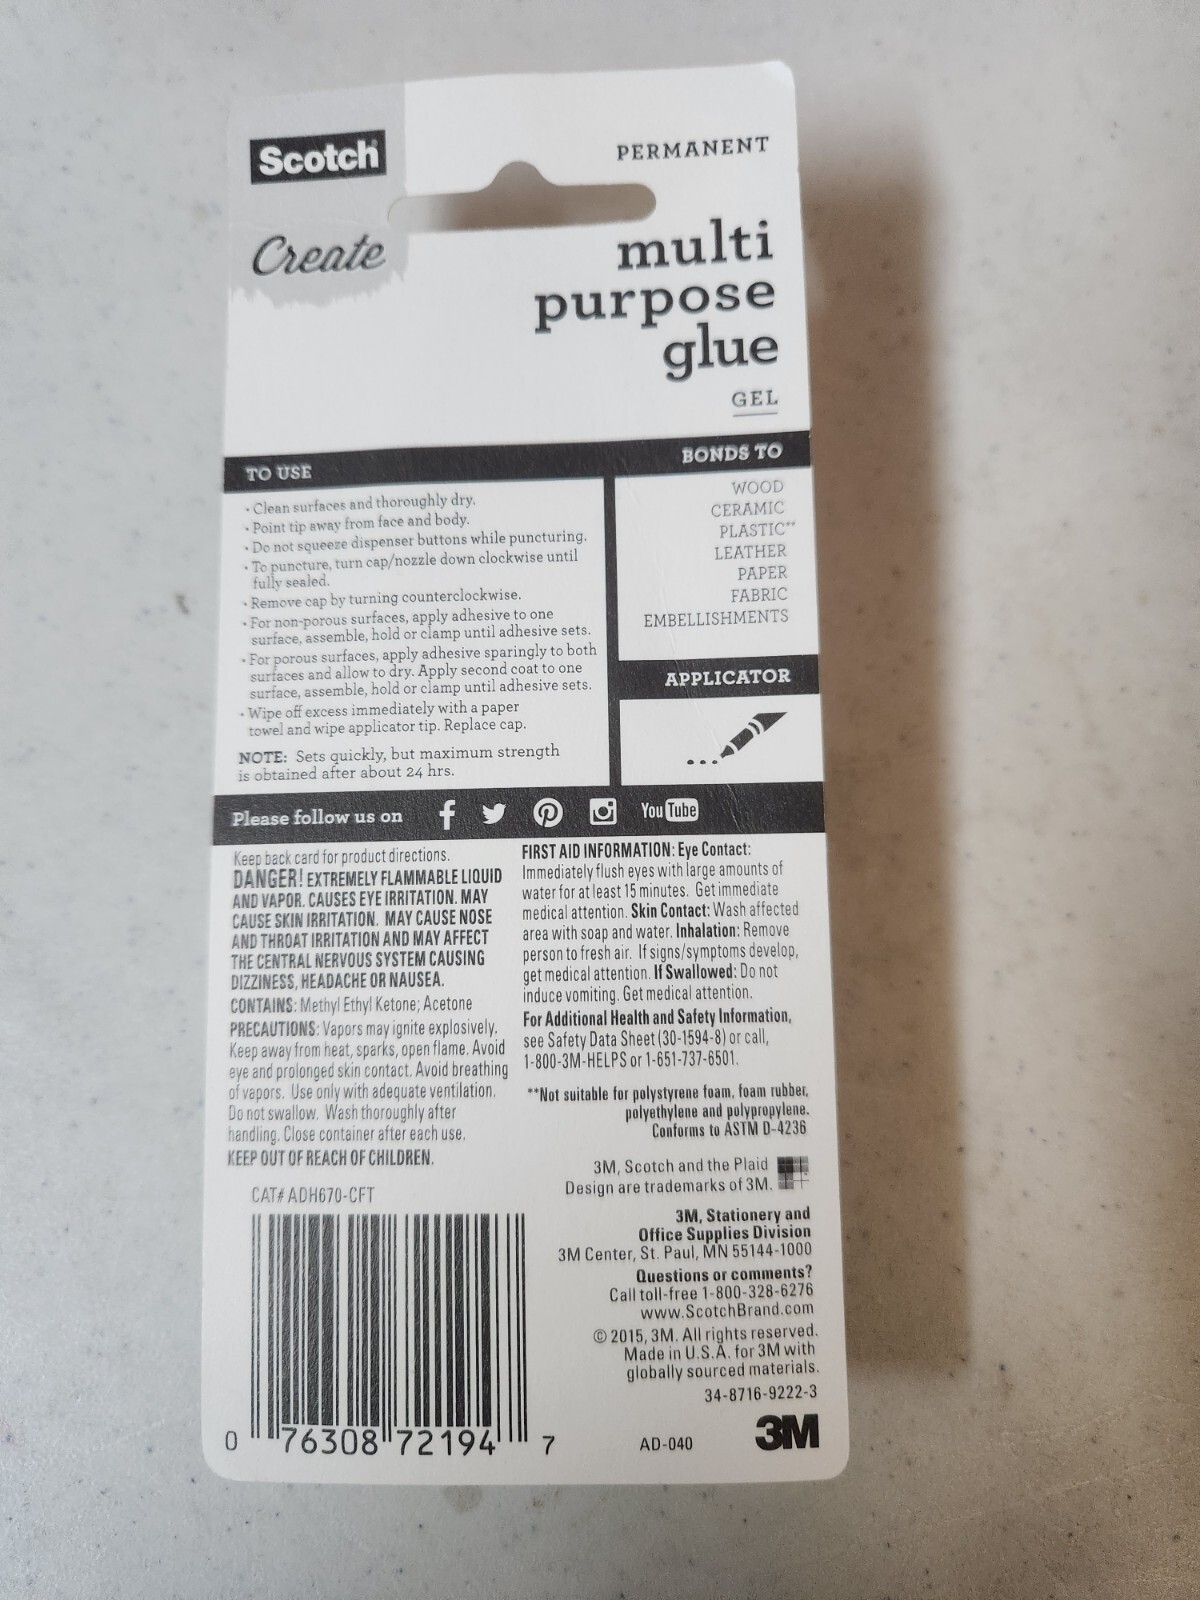 Scotch
Create
PERMANENT
multi
purpose
glue
GEL
TO USE
• Clean surfaces and thoroughly dry.
• Point tip away from face and body.
• Do not squeeze dispenser buttons while puncturing.
• To puncture, turn cap/nozzle down clockwise until
fully sealed.
• Remove cap by turning counterclockwise.
• For non-porous surfaces, apply adhesive to one
surface, assemble, hold or clamp until adhesive sets.
• For porous surfaces, apply adhesive sparingly to both
surfaces and allow to dry. Apply second coat to one
surface, assemble, hold or clamp until adhesive sets.
• Wipe off excess immediately with a paper
towel and wipe applicator tip. Replace cap.
NOTE: Sets quickly, but maximum strength
is obtained after about 24 hrs.
BONDS TO
WOOD
CERAMIC
PLASTIC**
LEATHER
PAPER
FABRIC
EMBELLISHMENTS
APPLICATOR
Please follow us on
You Tube
Keep back card for product directions.
DANGER! EXTREMELY FLAMMABLE LIQUID
AND VAPOR. CAUSES EYE IRRITATION. MAY
CAUSE SKIN IRRITATION. MAY CAUSE NOSE
AND THROAT IRRITATION AND MAY AFFECT
THE CENTRAL NERVOUS SYSTEM CAUSING
DIZZINESS, HEADACHE OR NAUSEA.
CONTAINS: Methyl Ethyl Ketone; Acetone
PRECAUTIONS: Vapors may ignite explosively.
Keep away from heat, sparks, open flame. Avoid
eye and prolonged skin contact. Avoid breathing
of vapors. Use only with adequate ventilation.
Do not swallow. Wash thoroughly after
handling. Close container after each use.
KEEP OUT OF REACH OF CHILDREN.
CAT# ADH670-CFT
0 76308 72194 7
FIRST AID INFORMATION: Eye Contact:
Immediately flush eyes with large amounts of
water for at least 15 minutes. Get immediate
medical attention. Skin Contact: Wash affected
area with soap and water. Inhalation: Remove
person to fresh air. If signs/symptoms develop,
get medical attention. If Swallowed: Do not
induce vomiting. Get medical attention.
For Additional Health and Safety Information,
see Safety Data Sheet (30-1594-8) or call,
1-800-3M-HELPS or 1-651-737-6501.
**Not suitable for polystyrene foam, foam rubber,
polyethylene and polypropylene.
Conforms to ASTM D-4236
3M, Scotch and the Plaid
Design are trademarks of 3M.
3M, Stationery and
Office Supplies Division
3M Center, St. Paul, MN 55144-1000
Questions or comments?
Call toll-free 1-800-328-6276
www.ScotchBrand.com
© 2015, 3M. All rights reserved.
Made in U.S.A. for 3M with
globally sourced materials.
34-8716-9222-3
AD-040
3M